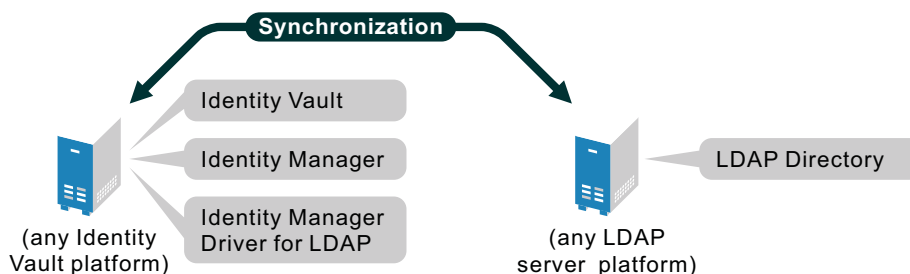 Synchronization
Identity Vault
Identity Manager
Identity Manager
Driver for LDAP
(any Identity
Vault platform)
LDAP Directory
(any LDAP
server platform)